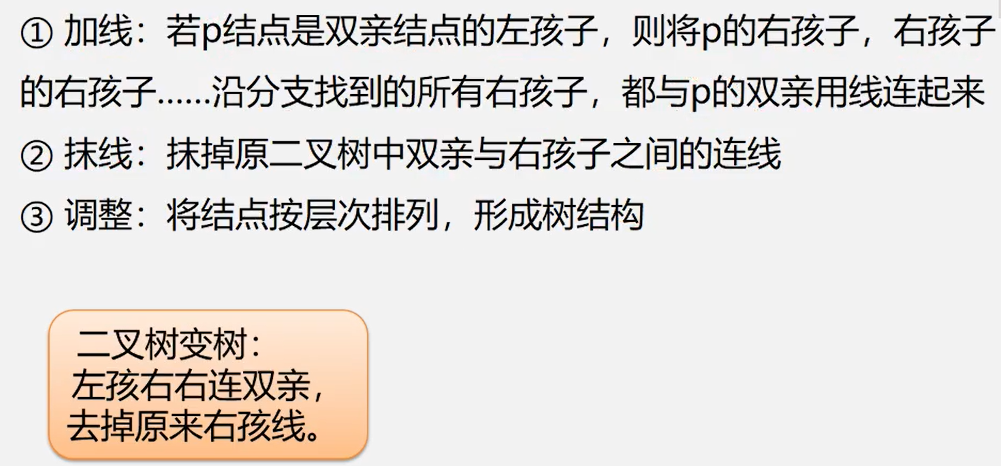 ① 加线：若p结点是双亲结点的左孩子，则将p的右孩子，右孩子
的右孩子……沿分支找到的所有右孩子，都与p的双亲用线连起来
② 抹线：抹掉原二叉树中双亲与右孩子之间的连线
③ 调整：将结点按层次排列，形成树结构
二叉树变树：
左孩右右连双亲，
去掉原来右孩线。